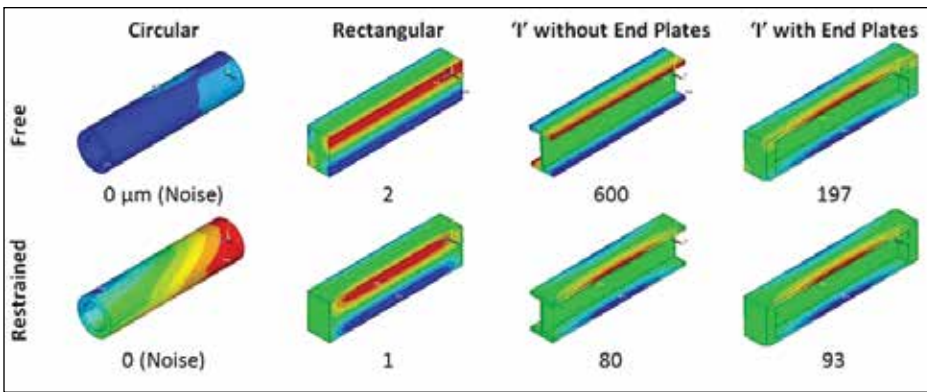 Circular Rectangular 'I' without End Plates 'I' with End Plates
Free
0 µm (Noise) 2 600 197
Restrained
0 (Noise) 1 80 93